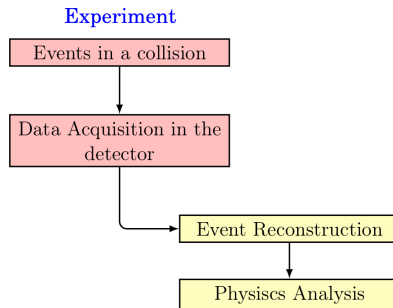 Experiment
Events in a collision
Data Acquisition in the
detector
Event Reconstruction
Physiscs Analysis